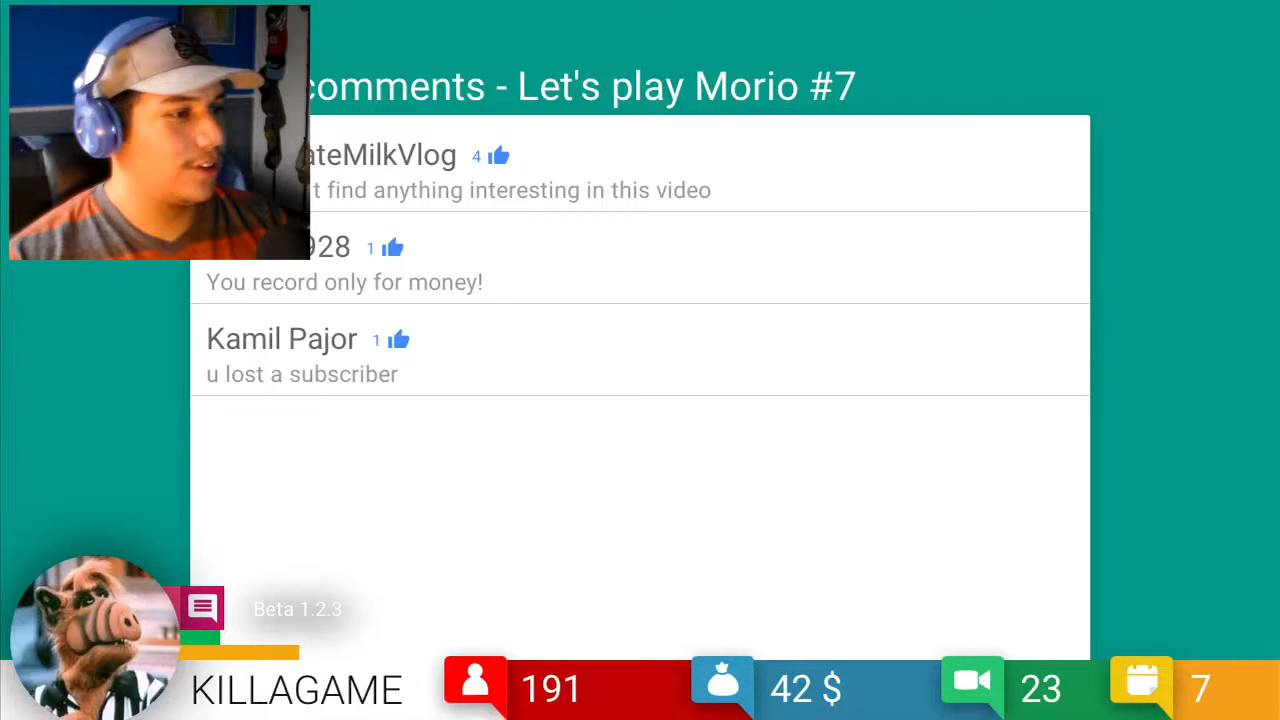 comments - Let's play Morio #7
ateMilkVlog 4
t find anything interesting in this video
928 1
You record only for money!
Kamil Pajor 1
u lost a subscriber
Beta 1.2.3
KILLAGAME 191 42 $ 23 7